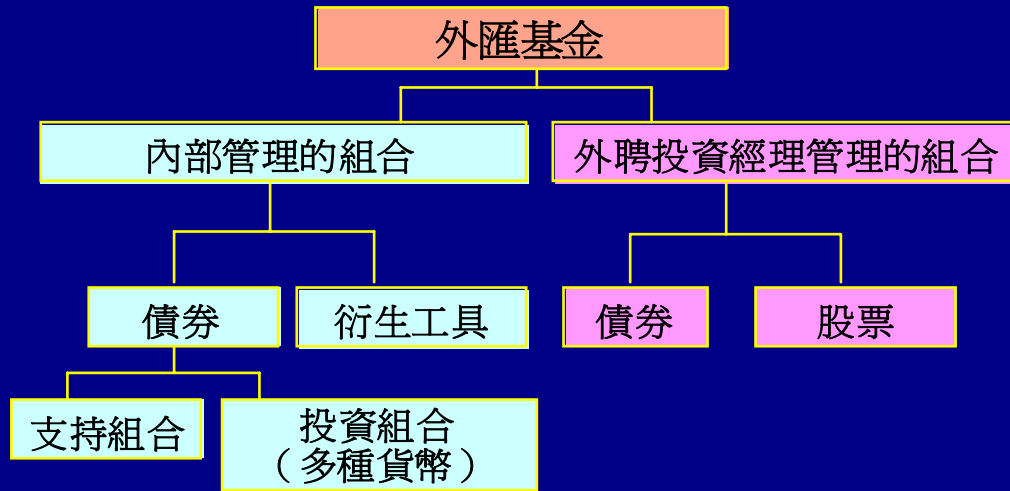 外匯基金
內部管理的組合
外聘投資經理管理的組合
債券
衍生工具
債券
股票
支持組合
投資組合
（多種貨幣）